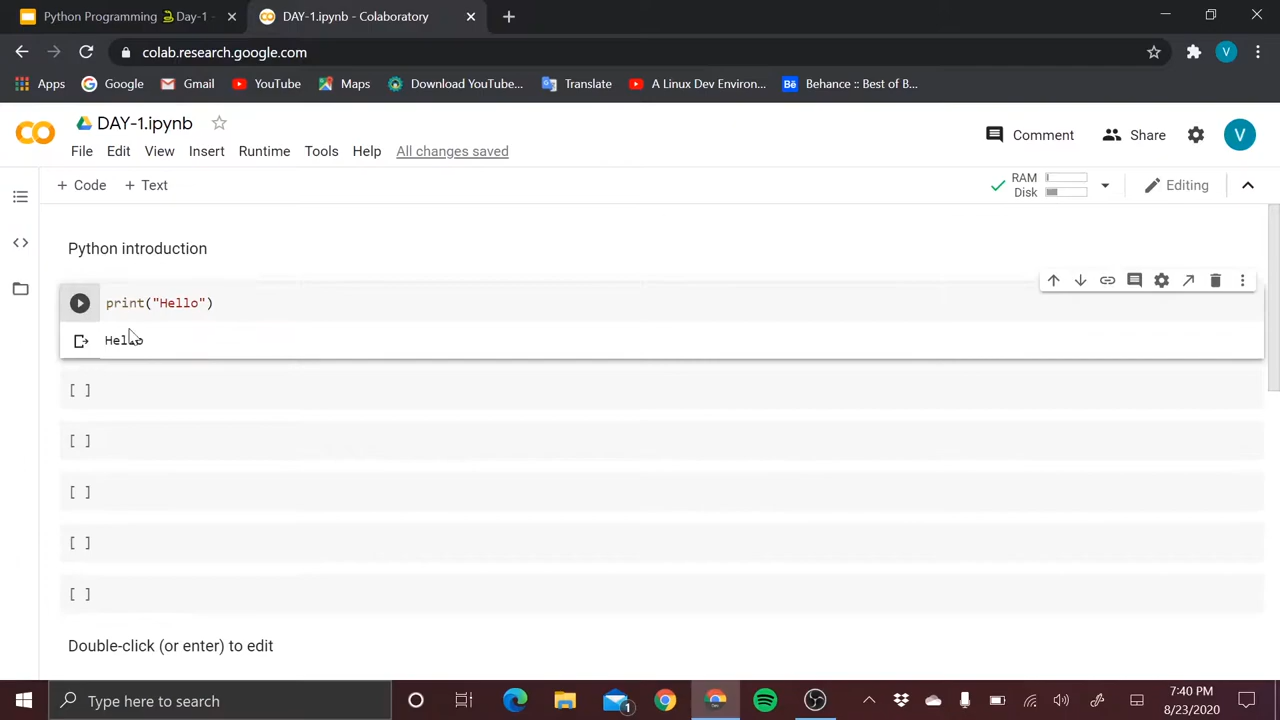 Python Programming 🐍Day-1 -
DAY-1.ipynb - Colaboratory
colab.research.google.com
V
Apps
Google
Gmail
YouTube
Maps
Download YouTube...
Translate
A Linux Dev Environ...
Bē
Behance :: Best of B...
DAY-1.ipynb
Comment
Share
V
File
Edit
View
Insert
Runtime
Tools
Help
All changes saved
+ Code
+ Text
RAM
Disk
Editing
Python introduction
print("Hello")
Hello
[ ]
[ ]
[ ]
[ ]
[ ]
Double-click (or enter) to edit
Type here to search
1
7:40 PM
8/23/2020